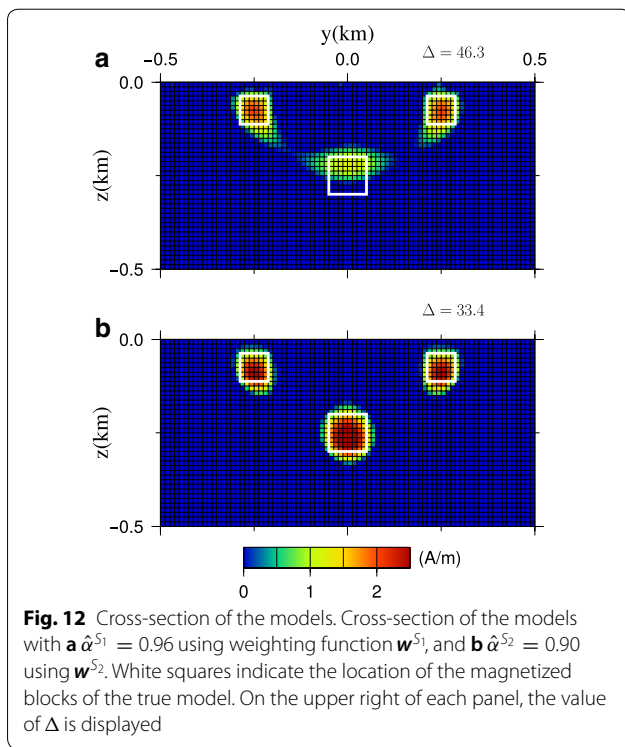 y(km)
a
−0.5 0.0 0.5
Δ = 46.3
0.0
z(km)
−0.5
b
Δ = 33.4
0.0
z(km)
−0.5
(A/m)
0 1 2
Fig. 12 Cross-section of the models. Cross-section of the models
with a α̂^S₁ = 0.96 using weighting function w^S₁, and b α̂^S₂ = 0.90
using w^S₂. White squares indicate the location of the magnetized
blocks of the true model. On the upper right of each panel, the value
of Δ is displayed